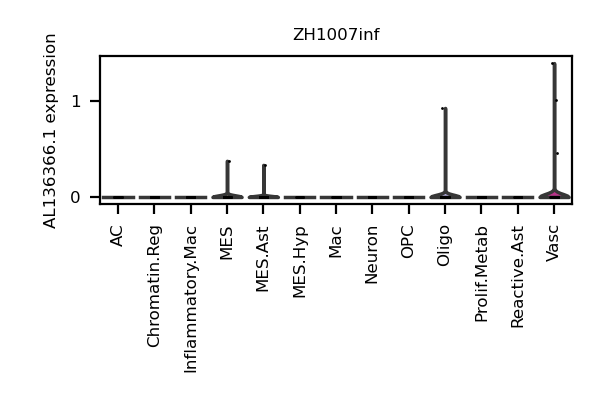 ZH1007inf
AL136366.1 expression
1
0
AC
Chromatin.Reg
Inflammatory.Mac
MES
MES.Ast
MES.Hyp
Mac
Neuron
OPC
Oligo
Prolif.Metab
Reactive.Ast
Vasc